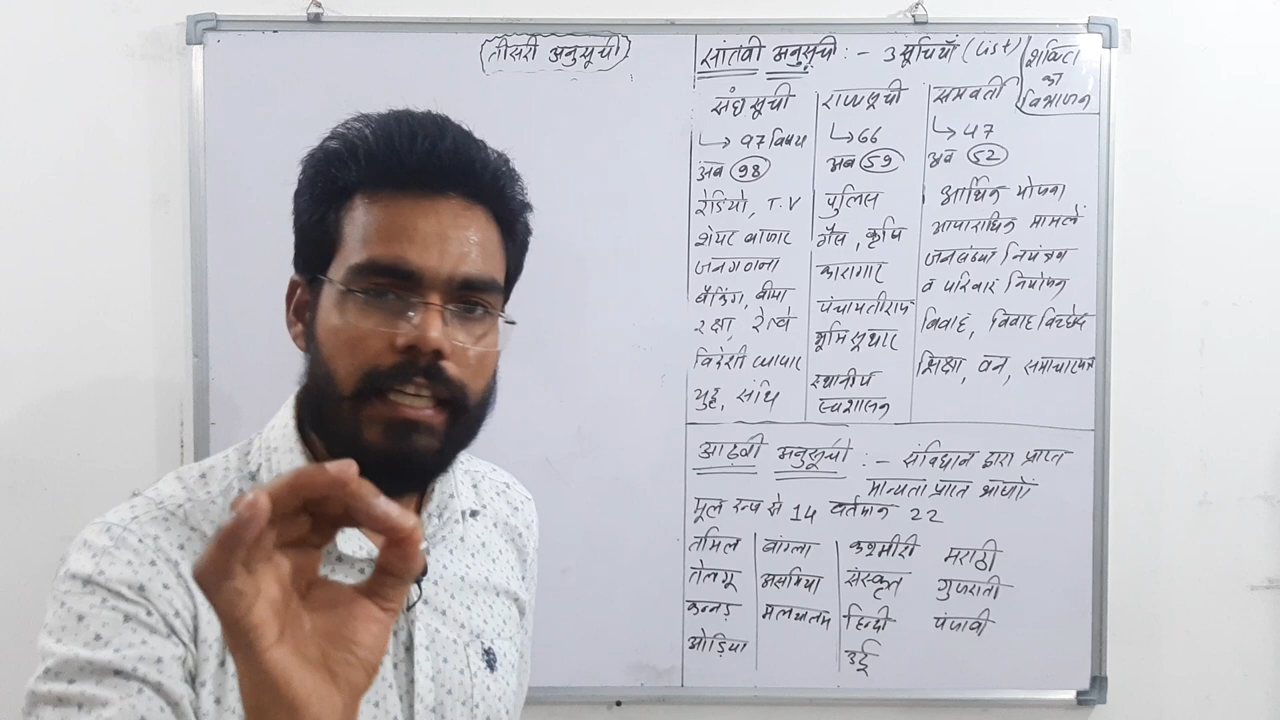 तीसरी अनुसूची
सातवीं अनुसूची :- 3 सूचियाँ (List)
शक्ति का विभाजन
संघ सूची
↳ 97 विषय
अब 98
रेडियो, T.V
शेयर बाजार
जनगणना
बैंकिंग, बीमा
रक्षा, रेल्वे
विदेशी व्यापार
युद्ध, संधि
राज्य सूची
↳ 66
अब 59
पुलिस
गैस, कृषि
कारागार
पंचायतीराज
भूमि सुधार
स्थानीय
स्वशासन
समवर्ती
↳ 47
अब 52
आर्थिक योजना
आपराधिक मामलें
जनसंख्या नियंत्रण
व परिवार नियोजन
विवाह, विवाह विच्छेद
शिक्षा, वन, समाचारपत्र
आठवीं अनुसूची :- संविधान द्वारा प्राप्त
मान्यता प्राप्त भाषाऐं
मूल रूप से 14 वर्तमान 22
तमिल
तेलगू
कन्नड़
ओड़िया
बांग्ला
असमिया
मलयालम
कश्मीरी
संस्कृत
हिन्दी
उर्दू
मराठी
गुजराती
पंजाबी